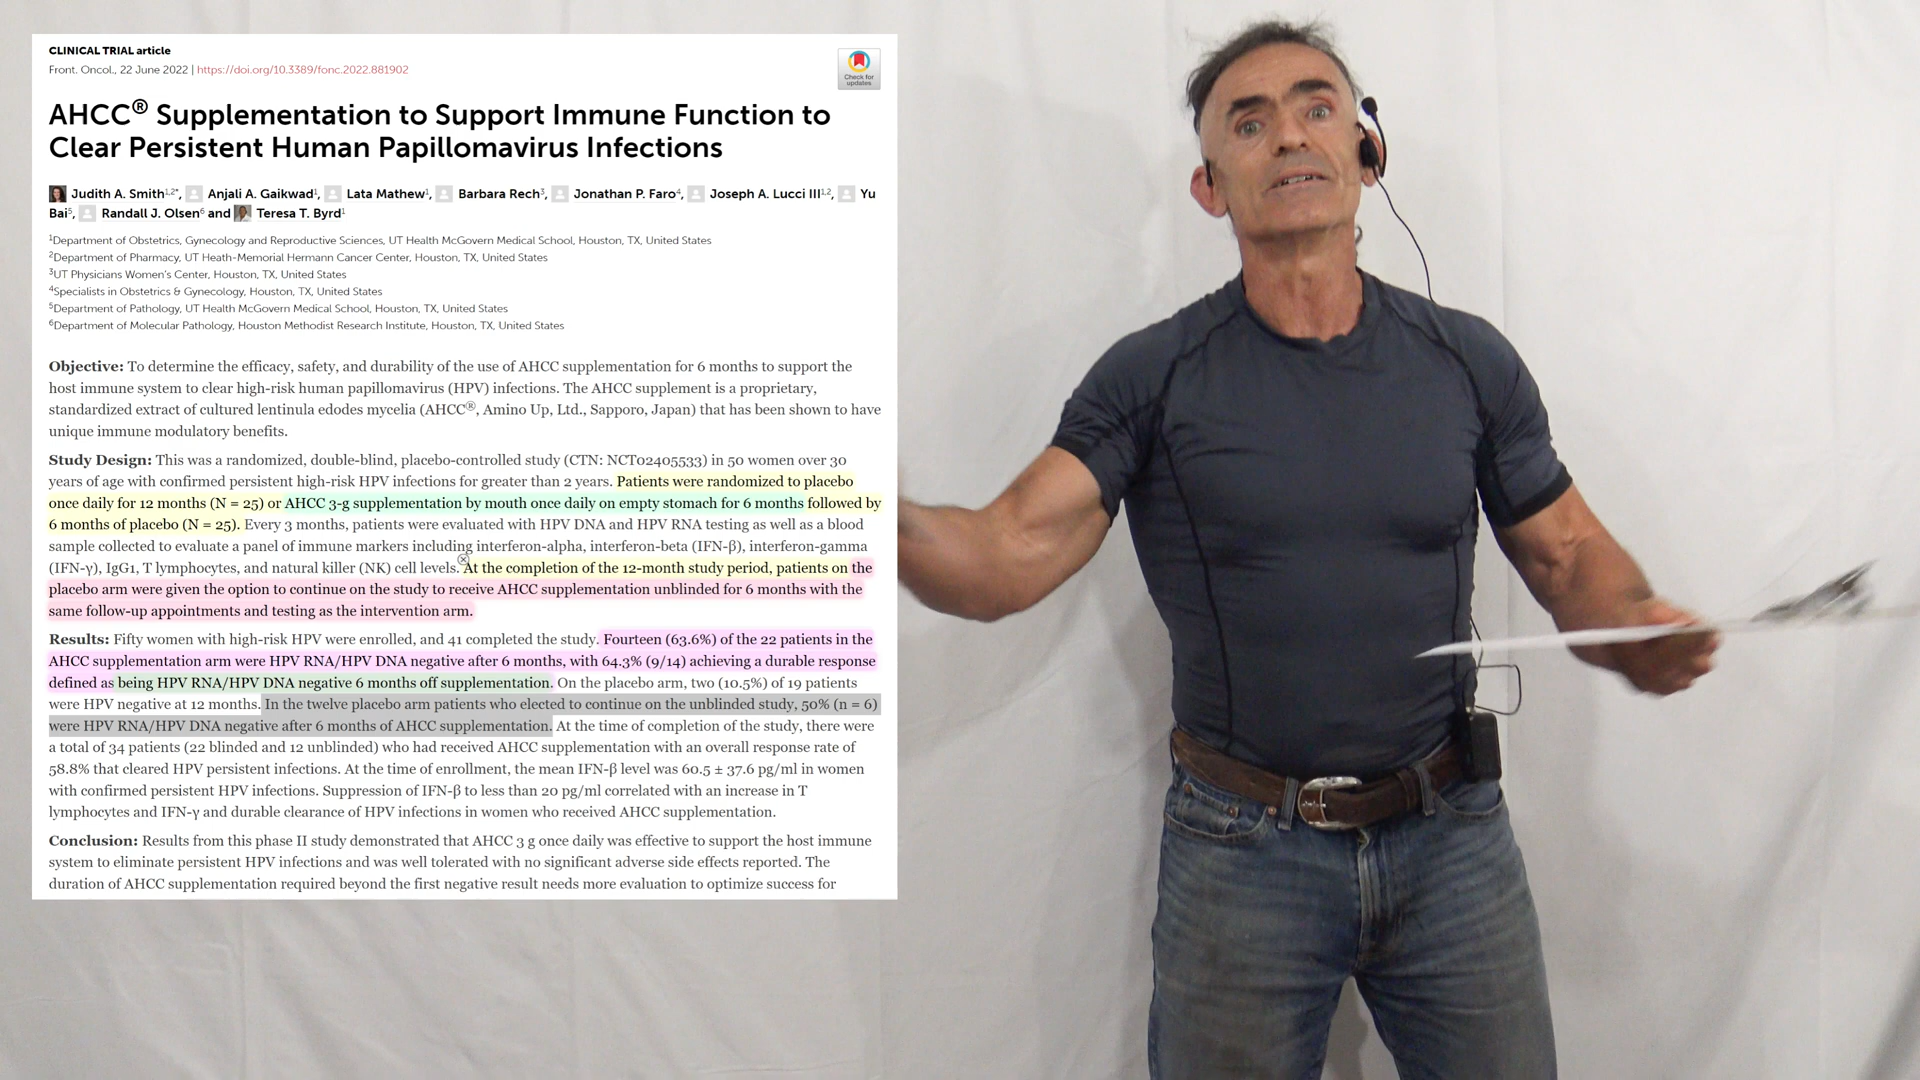 CLINICAL TRIAL article
Front. Oncol., 22 June 2022 | https://doi.org/10.3389/fonc.2022.881902
Check for
updates
AHCC® Supplementation to Support Immune Function to
Clear Persistent Human Papillomavirus Infections
Judith A. Smith1,2*, Anjali A. Gaikwad1, Lata Mathew1, Barbara Rech3, Jonathan P. Faro4, Joseph A. Lucci III1,2, Yu
Bai5, Randall J. Olsen6 and Teresa T. Byrd1
1Department of Obstetrics, Gynecology and Reproductive Sciences, UT Health McGovern Medical School, Houston, TX, United States
2Department of Pharmacy, UT Heath-Memorial Hermann Cancer Center, Houston, TX, United States
3UT Physicians Women's Center, Houston, TX, United States
4Specialists in Obstetrics & Gynecology, Houston, TX, United States
5Department of Pathology, UT Health McGovern Medical School, Houston, TX, United States
6Department of Molecular Pathology, Houston Methodist Research Institute, Houston, TX, United States
Objective: To determine the efficacy, safety, and durability of the use of AHCC supplementation for 6 months to support the
host immune system to clear high-risk human papillomavirus (HPV) infections. The AHCC supplement is a proprietary,
standardized extract of cultured lentinula edodes mycelia (AHCC®, Amino Up, Ltd., Sapporo, Japan) that has been shown to have
unique immune modulatory benefits.
Study Design: This was a randomized, double-blind, placebo-controlled study (CTN: NCT02405533) in 50 women over 30
years of age with confirmed persistent high-risk HPV infections for greater than 2 years. Patients were randomized to placebo
once daily for 12 months (N = 25) or AHCC 3-g supplementation by mouth once daily on empty stomach for 6 months followed by
6 months of placebo (N = 25). Every 3 months, patients were evaluated with HPV DNA and HPV RNA testing as well as a blood
sample collected to evaluate a panel of immune markers including interferon-alpha, interferon-beta (IFN-β), interferon-gamma
(IFN-γ), IgG1, T lymphocytes, and natural killer (NK) cell levels. At the completion of the 12-month study period, patients on the
placebo arm were given the option to continue on the study to receive AHCC supplementation unblinded for 6 months with the
same follow-up appointments and testing as the intervention arm.
Results: Fifty women with high-risk HPV were enrolled, and 41 completed the study. Fourteen (63.6%) of the 22 patients in the
AHCC supplementation arm were HPV RNA/HPV DNA negative after 6 months, with 64.3% (9/14) achieving a durable response
defined as being HPV RNA/HPV DNA negative 6 months off supplementation. On the placebo arm, two (10.5%) of 19 patients
were HPV negative at 12 months. In the twelve placebo arm patients who elected to continue on the unblinded study, 50% (n = 6)
were HPV RNA/HPV DNA negative after 6 months of AHCC supplementation. At the time of completion of the study, there were
a total of 34 patients (22 blinded and 12 unblinded) who had received AHCC supplementation with an overall response rate of
58.8% that cleared HPV persistent infections. At the time of enrollment, the mean IFN-β level was 60.5 ± 37.6 pg/ml in women
with confirmed persistent HPV infections. Suppression of IFN-β to less than 20 pg/ml correlated with an increase in T
lymphocytes and IFN-γ and durable clearance of HPV infections in women who received AHCC supplementation.
Conclusion: Results from this phase II study demonstrated that AHCC 3 g once daily was effective to support the host immune
system to eliminate persistent HPV infections and was well tolerated with no significant adverse side effects reported. The
duration of AHCC supplementation required beyond the first negative result needs more evaluation to optimize success for